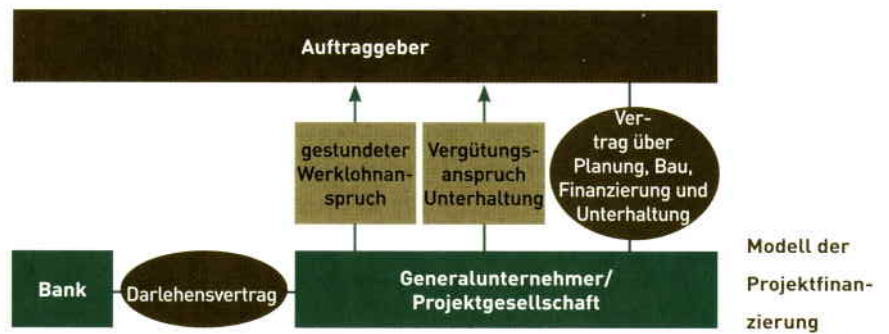 Auftraggeber
gestundeter
Werklohnan-
spruch
Vergütungs-
anspruch
Unterhaltung
Ver-
trag über
Planung, Bau,
Finanzierung und
Unterhaltung
Bank
Darlehensvertrag
Generalunternehmer/
Projektgesellschaft
Modell der
Projektfinan-
zierung